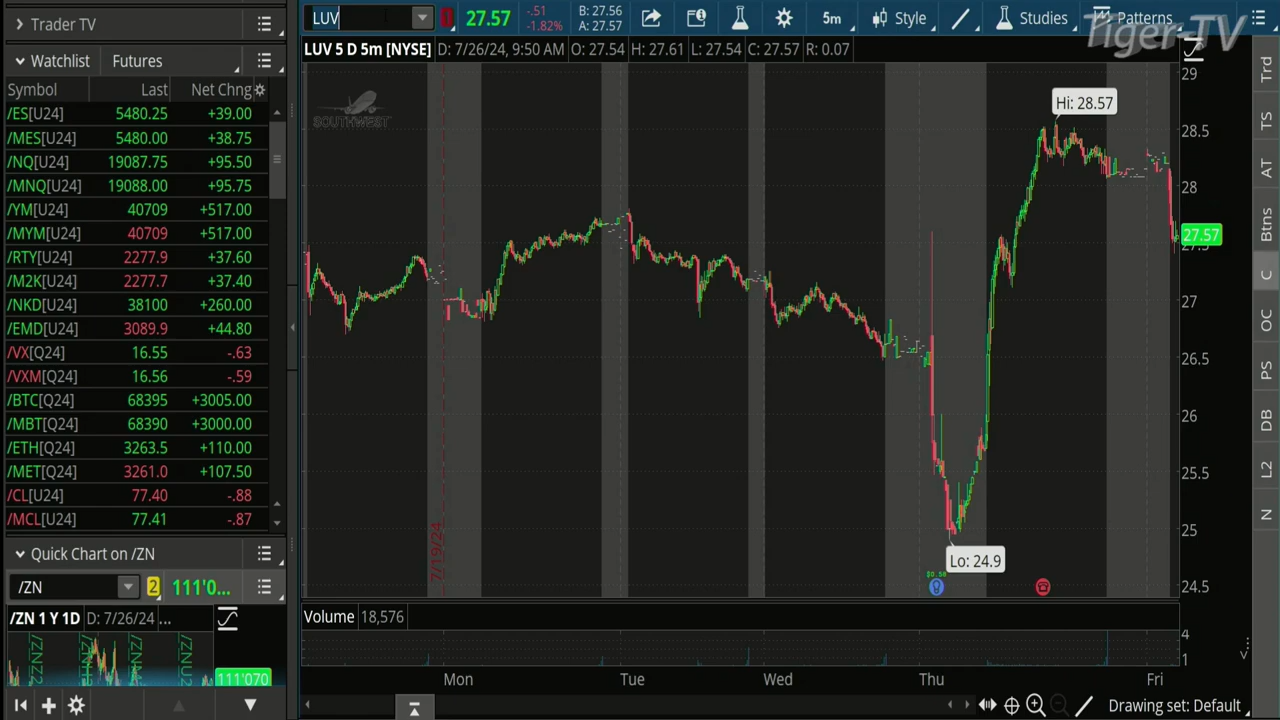 Trader TV
LUV
27.57
-.51
-1.82%
B: 27.56
A: 27.57
5m
Style
Studies
Patterns
Tiger-TV
Watchlist
Futures
LUV 5 D 5m [NYSE]
D: 7/26/24, 9:50 AM
O: 27.54
H: 27.61
L: 27.54
C: 27.57
R: 0.07
Symbol Last Net Chng
/ES[U24] 5480.25 +39.00
/MES[U24] 5480.00 +38.75
/NQ[U24] 19087.75 +95.50
/MNQ[U24] 19088.00 +95.75
/YM[U24] 40709 +517.00
/MYM[U24] 40709 +517.00
/RTY[U24] 2277.9 +37.60
/M2K[U24] 2277.7 +37.40
/NKD[U24] 38100 +260.00
/EMD[U24] 3089.9 +44.80
/VX[Q24] 16.55 -.63
/VXM[Q24] 16.56 -.59
/BTC[Q24] 68395 +3005.00
/MBT[Q24] 68390 +3000.00
/ETH[Q24] 3263.5 +110.00
/MET[Q24] 3261.0 +107.50
/CL[U24] 77.40 -.88
/MCL[U24] 77.41 -.87
SOUTHWEST
Hi: 28.57
Lo: 24.9
7/19/24
$0.58
29
28.5
28
27.57
27
26.5
26
25.5
25
24.5
Trd
TS
AT
Btns
C
OC
PS
DB
L2
N
Quick Chart on /ZN
/ZN
2
111'0...
/ZN 1 Y 1D
D: 7/26/24 ...
/ZNZ2
/ZNU2
111'070
Volume 18,576
4
1
Mon
Tue
Wed
Thu
Fri
Drawing set: Default